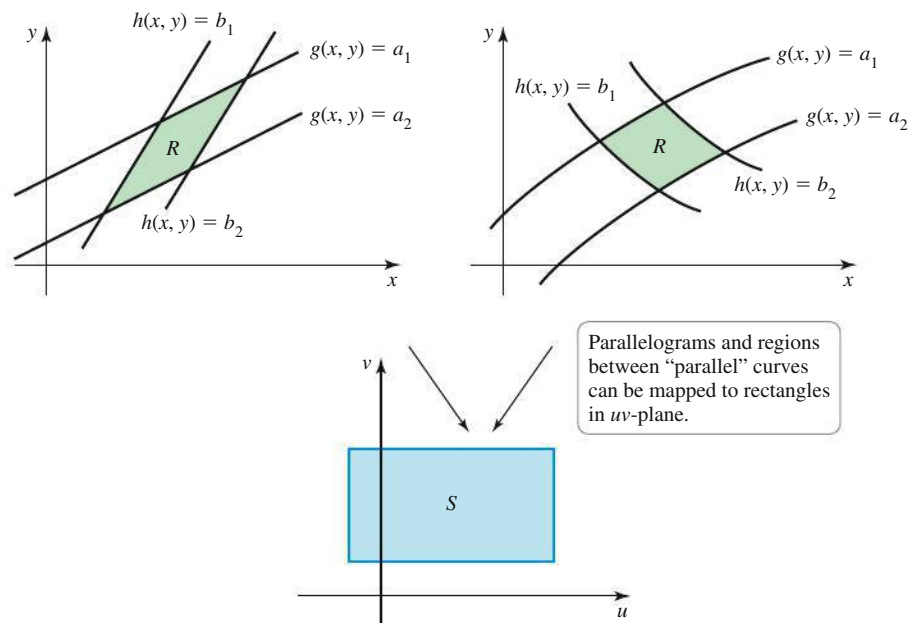 y
h(x, y) = b₁
g(x, y) = a₁
g(x, y) = a₂
R
h(x, y) = b₂
x
y
g(x, y) = a₁
h(x, y) = b₁
g(x, y) = a₂
R
h(x, y) = b₂
x
Parallelograms and regions
between “parallel” curves
can be mapped to rectangles
in uv-plane.
v
S
u